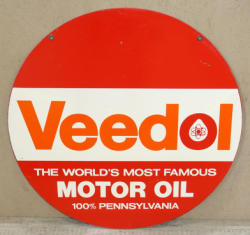 Veedol
THE WORLD'S MOST FAMOUS
MOTOR OIL
100% PENNSYLVANIA